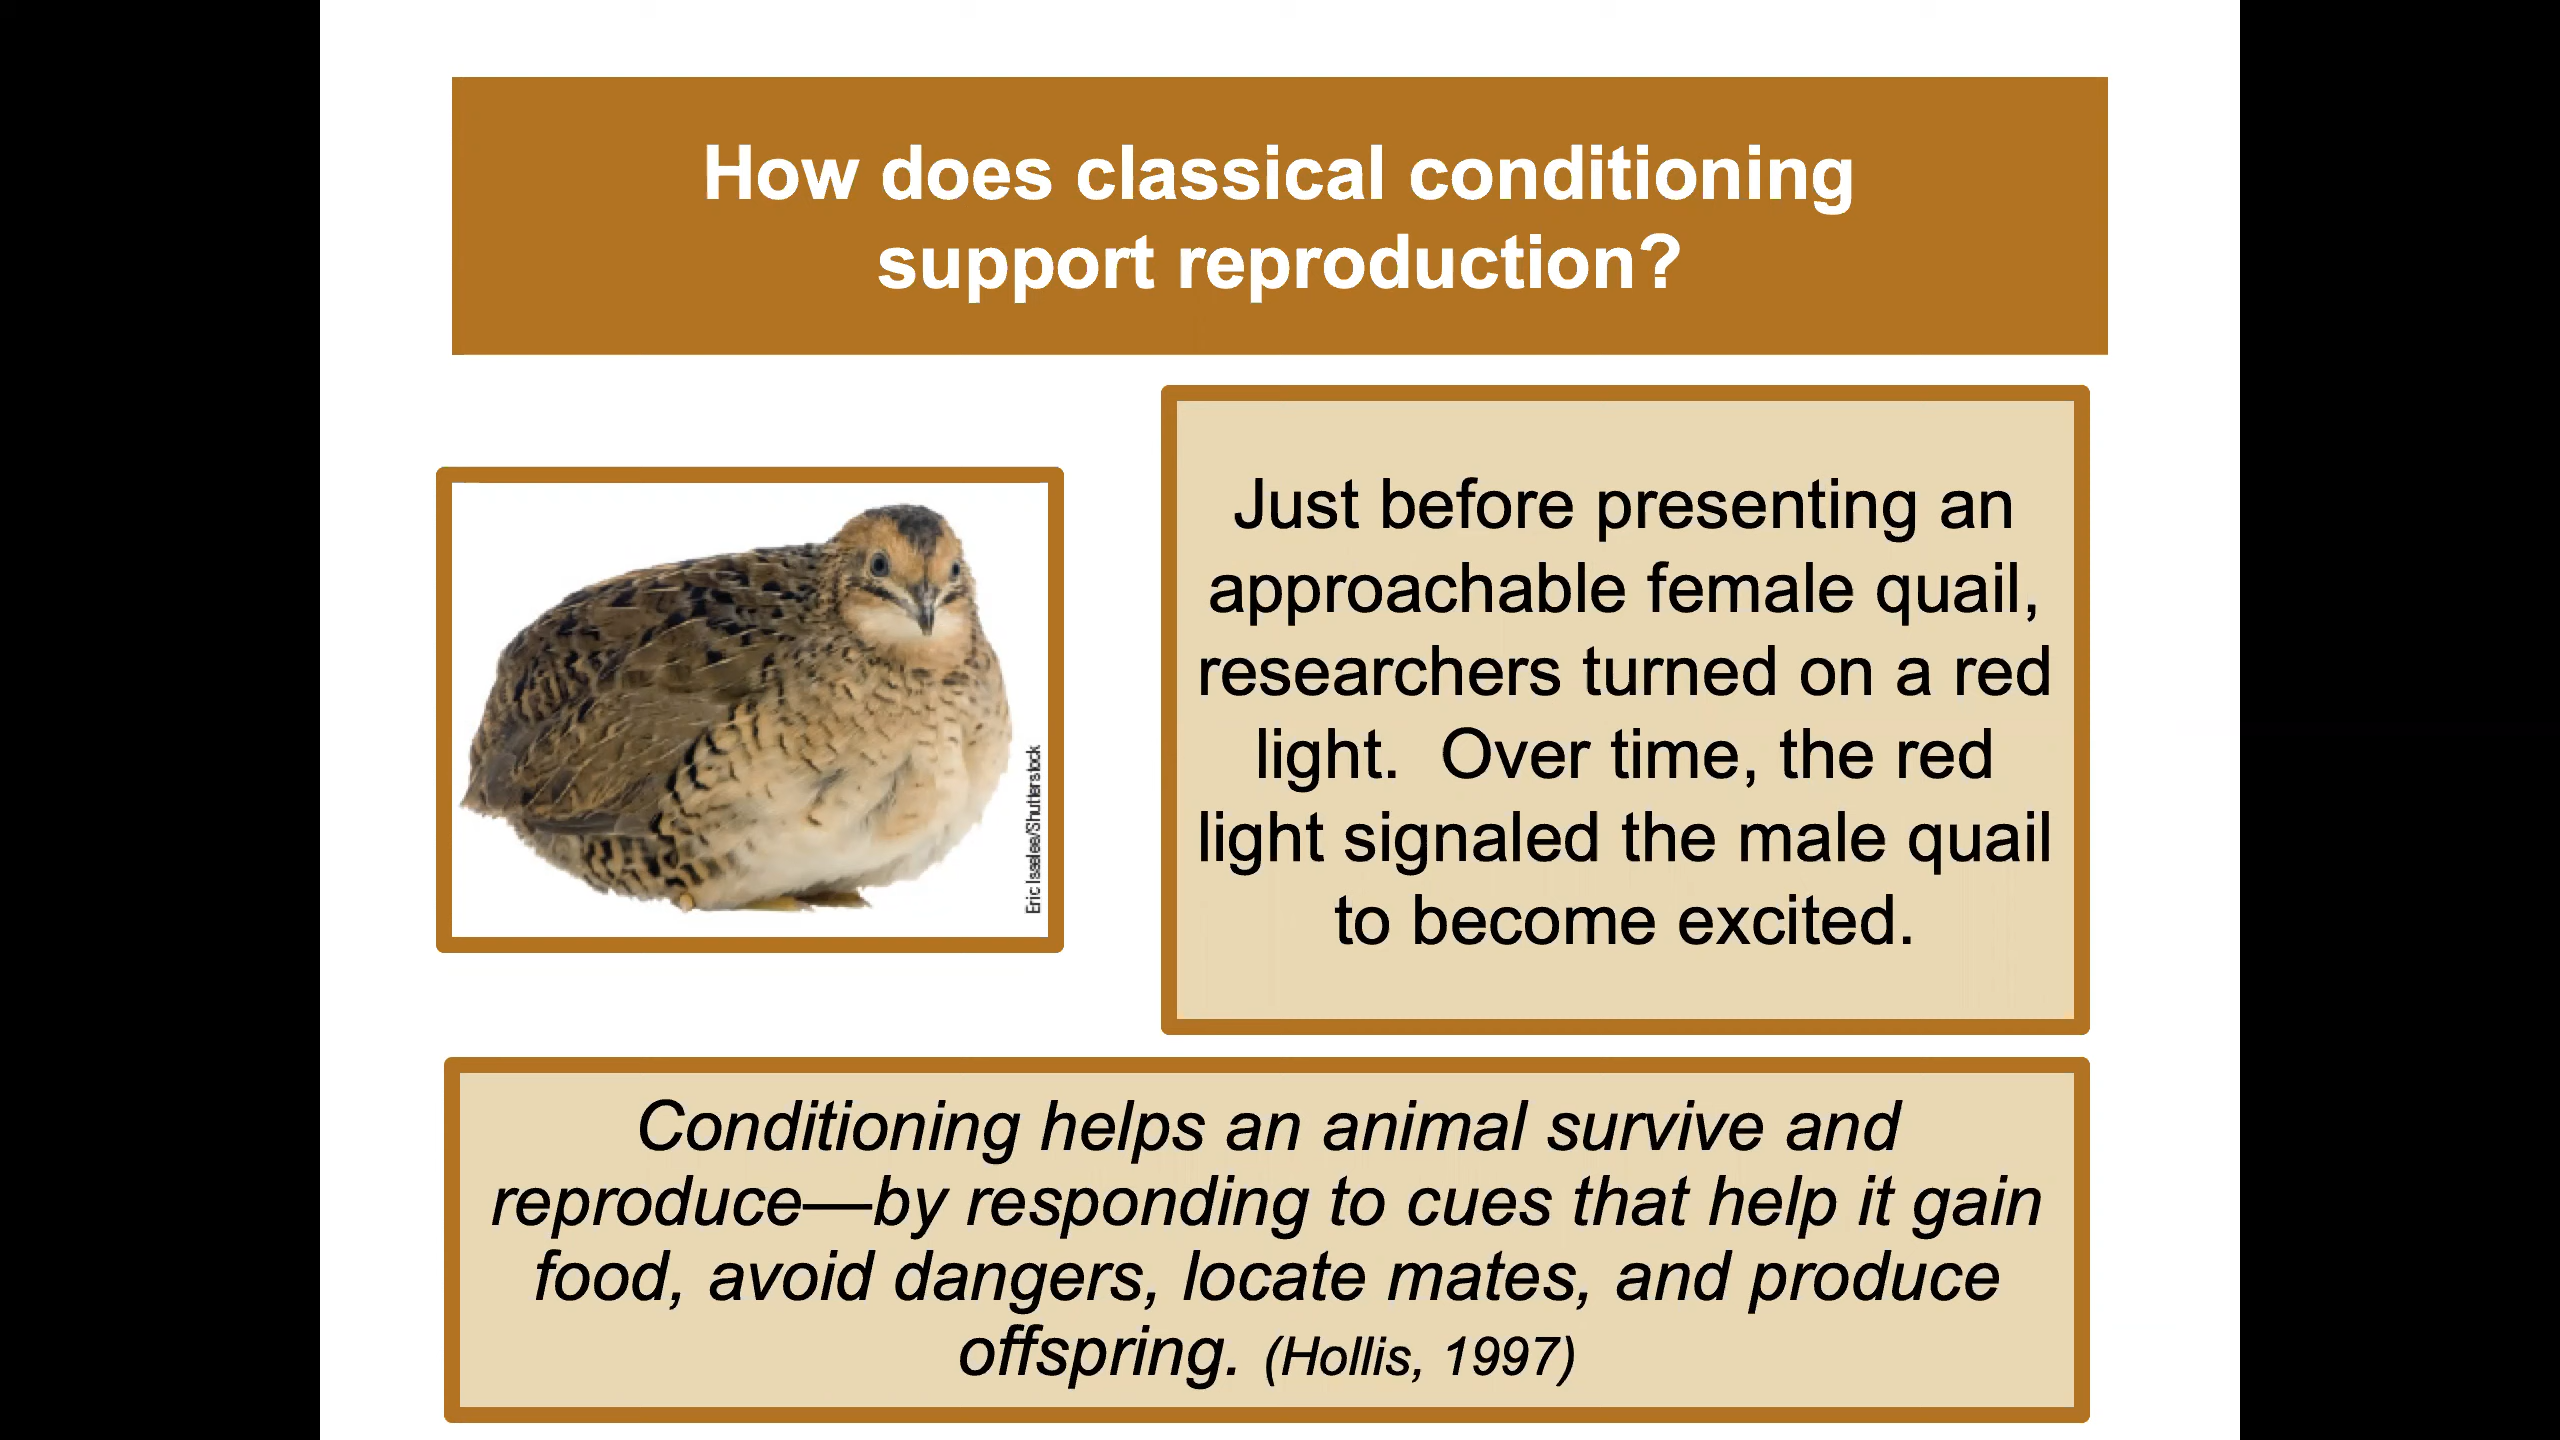 How does classical conditioning
support reproduction?
Just before presenting an
approachable female quail,
researchers turned on a red
light.  Over time, the red
light signaled the male quail
to become excited.
Eric Isselee/Shutterstock
Conditioning helps an animal survive and
reproduce—by responding to cues that help it gain
food, avoid dangers, locate mates, and produce
offspring. (Hollis, 1997)